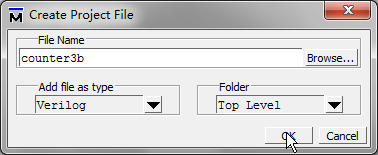 Create Project File
File Name
counter3b
Browse...
Add file as type
Folder
Verilog
Top Level
OK
Cancel